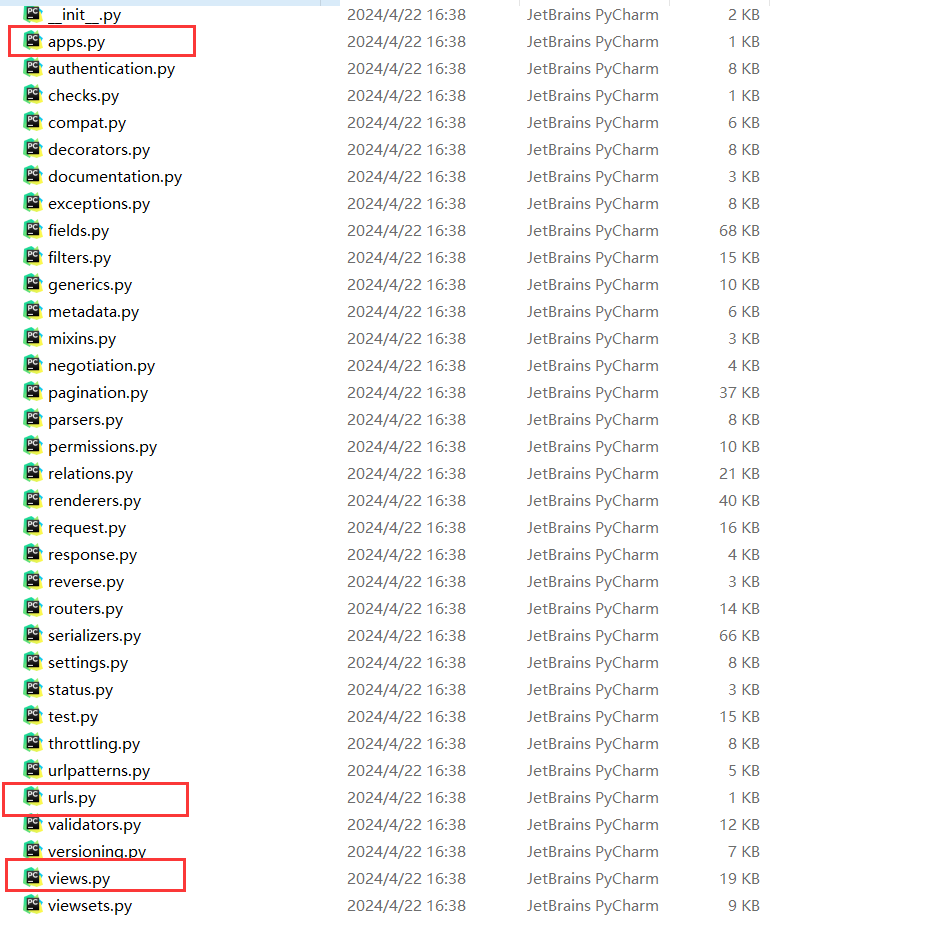 __init__.py 2024/4/22 16:38 JetBrains PyCharm 2 KB
apps.py 2024/4/22 16:38 JetBrains PyCharm 1 KB
authentication.py 2024/4/22 16:38 JetBrains PyCharm 8 KB
checks.py 2024/4/22 16:38 JetBrains PyCharm 1 KB
compat.py 2024/4/22 16:38 JetBrains PyCharm 6 KB
decorators.py 2024/4/22 16:38 JetBrains PyCharm 8 KB
documentation.py 2024/4/22 16:38 JetBrains PyCharm 3 KB
exceptions.py 2024/4/22 16:38 JetBrains PyCharm 8 KB
fields.py 2024/4/22 16:38 JetBrains PyCharm 68 KB
filters.py 2024/4/22 16:38 JetBrains PyCharm 15 KB
generics.py 2024/4/22 16:38 JetBrains PyCharm 10 KB
metadata.py 2024/4/22 16:38 JetBrains PyCharm 6 KB
mixins.py 2024/4/22 16:38 JetBrains PyCharm 3 KB
negotiation.py 2024/4/22 16:38 JetBrains PyCharm 4 KB
pagination.py 2024/4/22 16:38 JetBrains PyCharm 37 KB
parsers.py 2024/4/22 16:38 JetBrains PyCharm 8 KB
permissions.py 2024/4/22 16:38 JetBrains PyCharm 10 KB
relations.py 2024/4/22 16:38 JetBrains PyCharm 21 KB
renderers.py 2024/4/22 16:38 JetBrains PyCharm 40 KB
request.py 2024/4/22 16:38 JetBrains PyCharm 16 KB
response.py 2024/4/22 16:38 JetBrains PyCharm 4 KB
reverse.py 2024/4/22 16:38 JetBrains PyCharm 3 KB
routers.py 2024/4/22 16:38 JetBrains PyCharm 14 KB
serializers.py 2024/4/22 16:38 JetBrains PyCharm 66 KB
settings.py 2024/4/22 16:38 JetBrains PyCharm 8 KB
status.py 2024/4/22 16:38 JetBrains PyCharm 3 KB
test.py 2024/4/22 16:38 JetBrains PyCharm 15 KB
throttling.py 2024/4/22 16:38 JetBrains PyCharm 8 KB
urlpatterns.py 2024/4/22 16:38 JetBrains PyCharm 5 KB
urls.py 2024/4/22 16:38 JetBrains PyCharm 1 KB
validators.py 2024/4/22 16:38 JetBrains PyCharm 12 KB
versioning.py 2024/4/22 16:38 JetBrains PyCharm 7 KB
views.py 2024/4/22 16:38 JetBrains PyCharm 19 KB
viewsets.py 2024/4/22 16:38 JetBrains PyCharm 9 KB